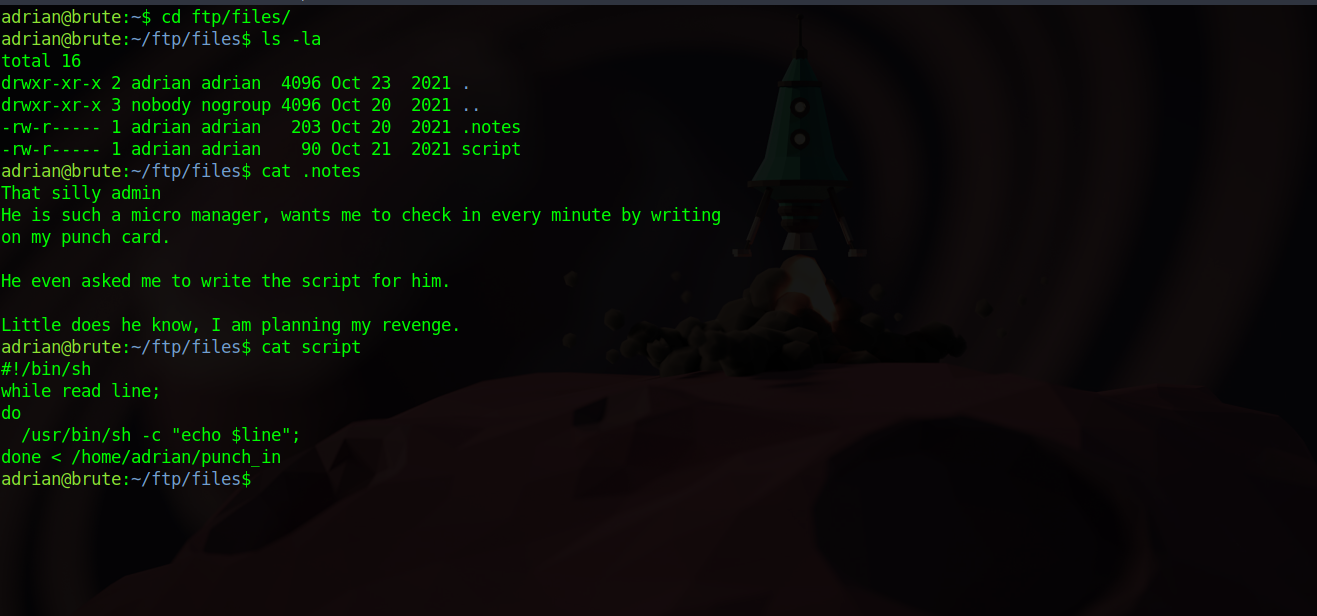 adrian@brute:~$ cd ftp/files/
adrian@brute:~/ftp/files$ ls -la
total 16
drwxr-xr-x 2 adrian adrian  4096 Oct 23  2021 .
drwxr-xr-x 3 nobody nogroup 4096 Oct 20  2021 ..
-rw-r----- 1 adrian adrian   203 Oct 20  2021 .notes
-rw-r----- 1 adrian adrian    90 Oct 21  2021 script
adrian@brute:~/ftp/files$ cat .notes
That silly admin
He is such a micro manager, wants me to check in every minute by writing
on my punch card.

He even asked me to write the script for him.

Little does he know, I am planning my revenge.
adrian@brute:~/ftp/files$ cat script
#!/bin/sh
while read line;
do
  /usr/bin/sh -c "echo $line";
done < /home/adrian/punch_in
adrian@brute:~/ftp/files$